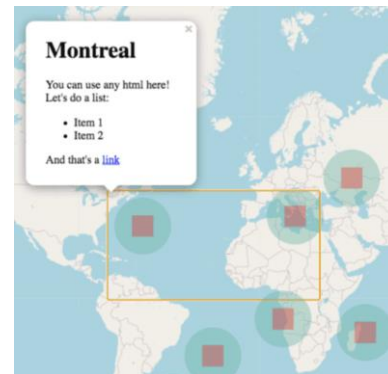 Montreal
You can use any html here!
Let's do a list:
Item 1
Item 2
And that's a link